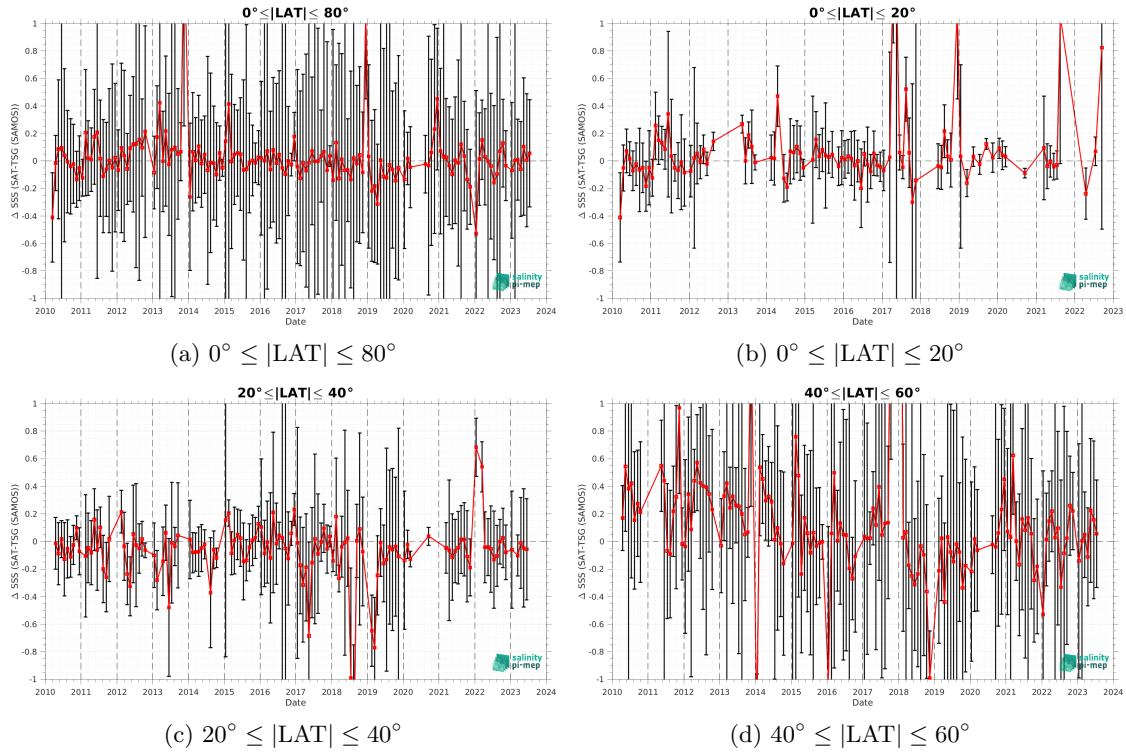 0°≤|LAT|≤ 80°
Δ SSS (SAT-TSG (SAMOS))
1
0.8
0.6
0.4
0.2
0
-0.2
-0.4
-0.6
-0.8
-1
2010 2011 2012 2013 2014 2015 2016 2017 2018 2019 2020 2021 2022 2023 2024
Date
salinity
pi-mep
(a) 0° ≤ |LAT| ≤ 80°
0°≤|LAT|≤ 20°
Δ SSS (SAT-TSG (SAMOS))
1
0.8
0.6
0.4
0.2
0
-0.2
-0.4
-0.6
-0.8
-1
2010 2011 2012 2013 2014 2015 2016 2017 2018 2019 2020 2021 2022 2023
Date
salinity
pi-mep
(b) 0° ≤ |LAT| ≤ 20°
20°≤|LAT|≤ 40°
Δ SSS (SAT-TSG (SAMOS))
1
0.8
0.6
0.4
0.2
0
-0.2
-0.4
-0.6
-0.8
-1
2010 2011 2012 2013 2014 2015 2016 2017 2018 2019 2020 2021 2022 2023 2024
Date
salinity
pi-mep
(c) 20° ≤ |LAT| ≤ 40°
40°≤|LAT|≤ 60°
Δ SSS (SAT-TSG (SAMOS))
1
0.8
0.6
0.4
0.2
0
-0.2
-0.4
-0.6
-0.8
-1
2010 2011 2012 2013 2014 2015 2016 2017 2018 2019 2020 2021 2022 2023 2024
Date
salinity
pi-mep
(d) 40° ≤ |LAT| ≤ 60°